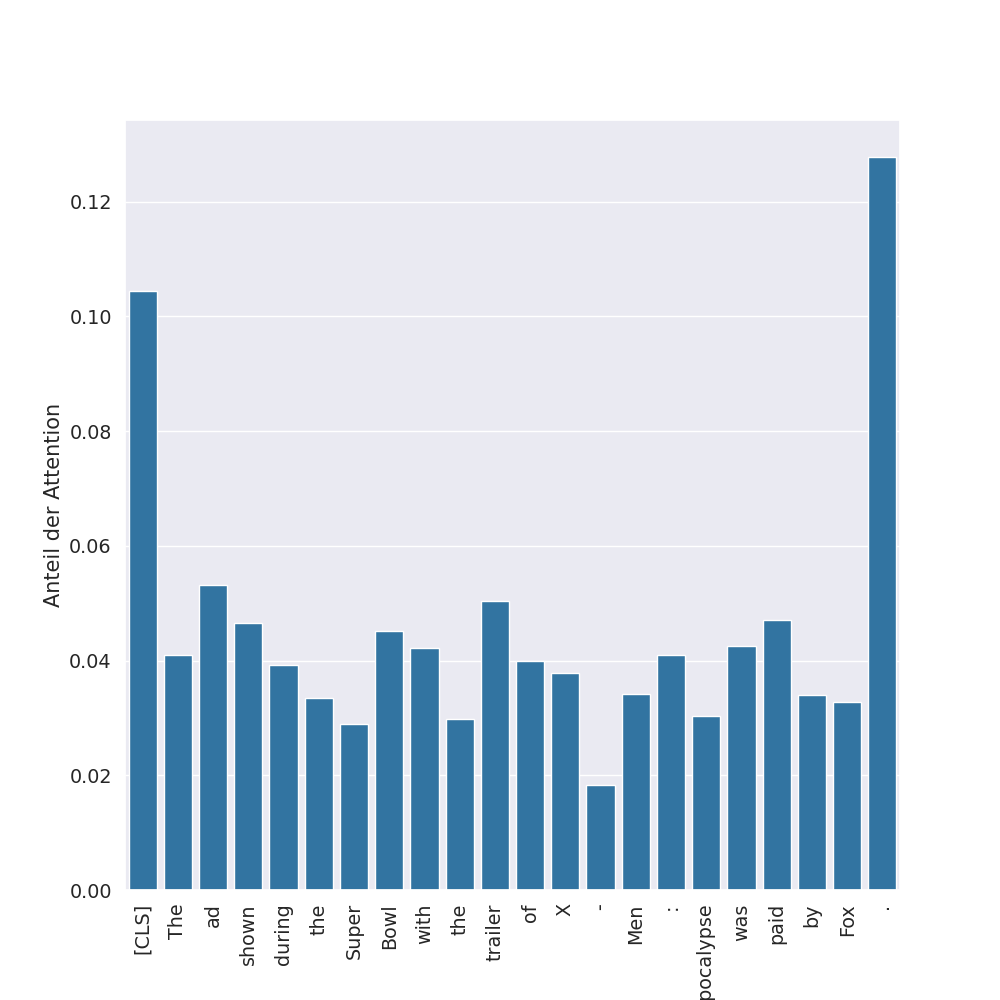 Anteil der Attention
0.12
0.10
0.08
0.06
0.04
0.02
0.00
[CLS]
The
ad
shown
during
the
Super
Bowl
with
the
trailer
of
X
-
Men
:
pocalypse
was
paid
by
Fox
.